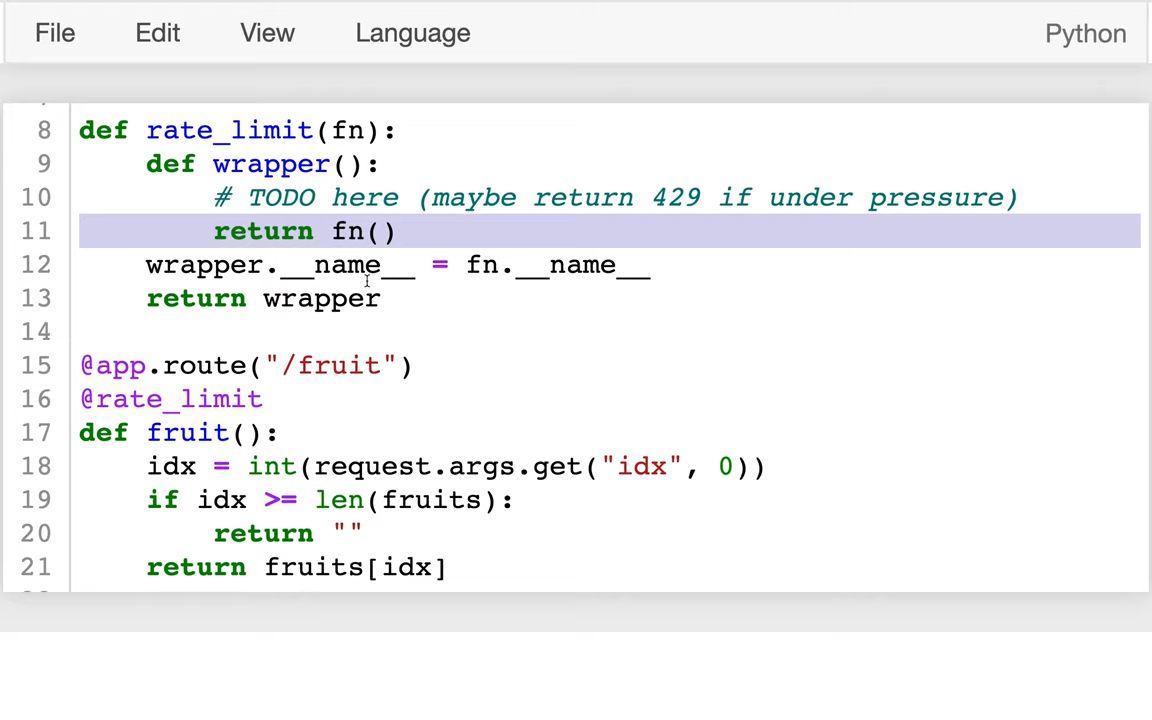 File Edit View Language Python
8 def rate_limit(fn):
9     def wrapper():
10         # TODO here (maybe return 429 if under pressure)
11         return fn()
12     wrapper.__name__ = fn.__name__
13     return wrapper
14
15 @app.route("/fruit")
16 @rate_limit
17 def fruit():
18     idx = int(request.args.get("idx", 0))
19     if idx >= len(fruits):
20         return ""
21     return fruits[idx]